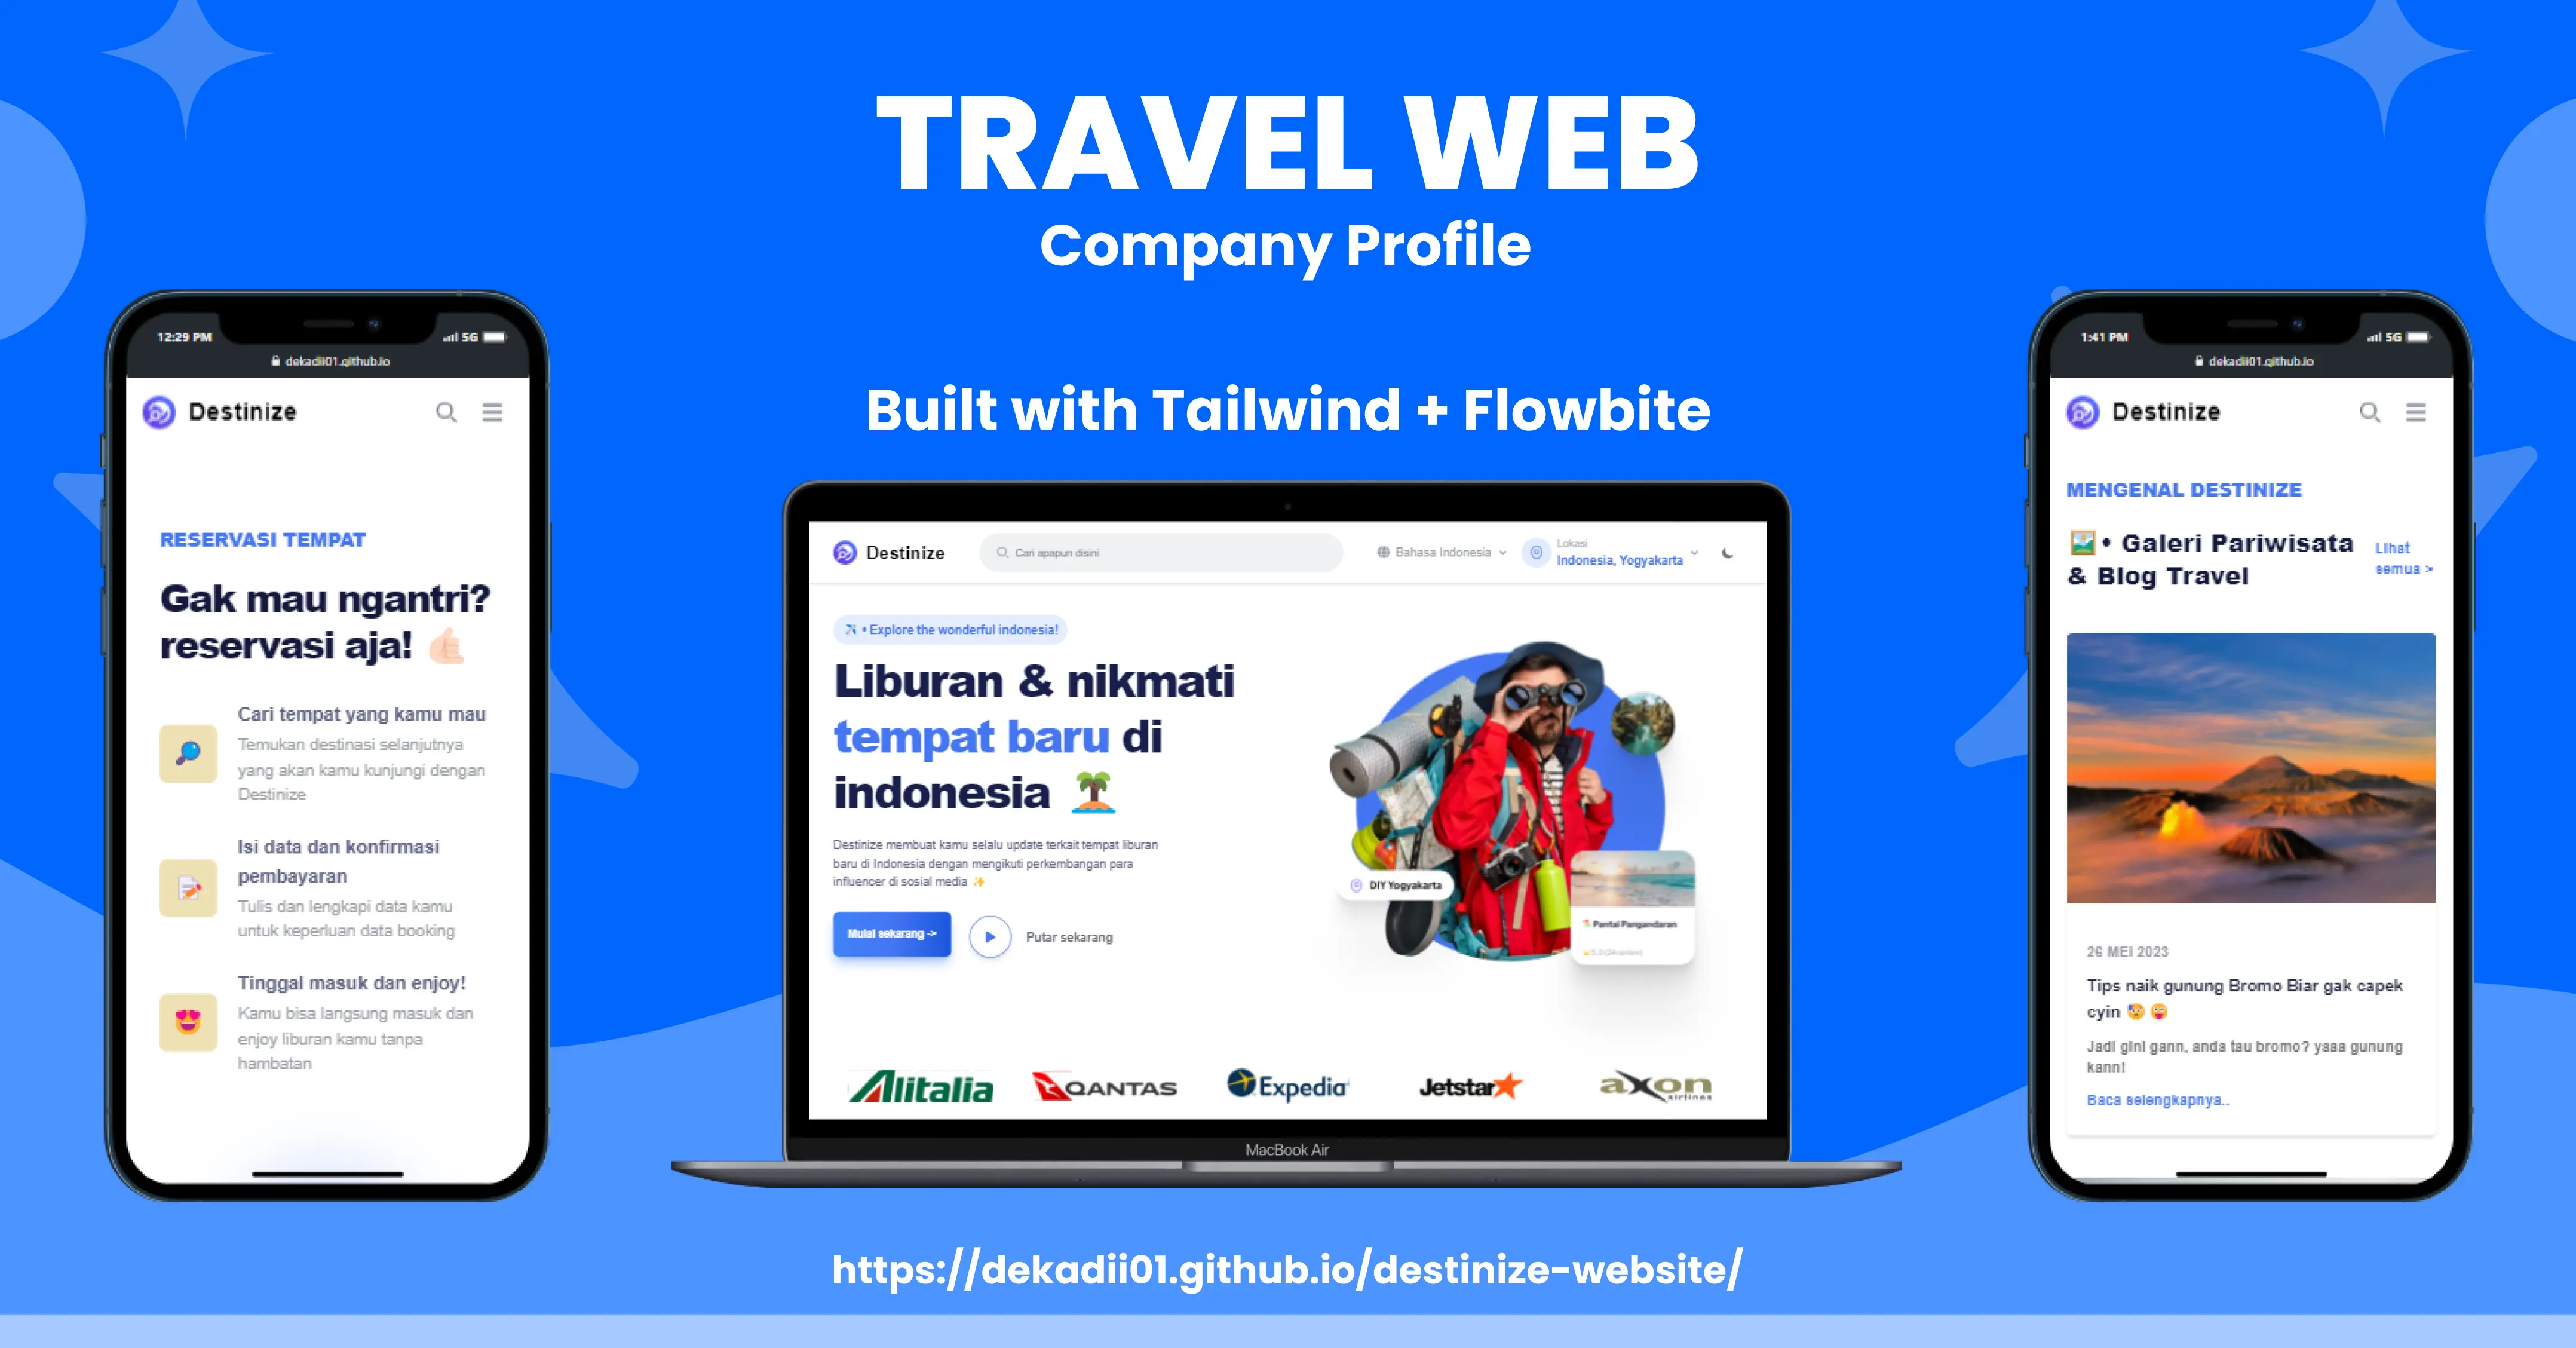 TRAVEL WEB
Company Profile
Built with Tailwind + Flowbite
12:29 PM
5G
dekadii01.github.io
Destinize
RESERVASI TEMPAT
Gak mau ngantri?
reservasi aja!
Cari tempat yang kamu mau
Temukan destinasi selanjutnya
yang akan kamu kunjungi dengan
Destinize
Isi data dan konfirmasi
pembayaran
Tulis dan lengkapi data kamu
untuk keperluan data booking
Tinggal masuk dan enjoy!
Kamu bisa langsung masuk dan
enjoy liburan kamu tanpa
hambatan
Destinize
Cari apapun disini
Bahasa Indonesia
Lokasi
Indonesia, Yogyakarta
• Explore the wonderful indonesia!
Liburan & nikmati
tempat baru di
indonesia
Destinize membuat kamu selalu update terkait tempat liburan
baru di Indonesia dengan mengikuti perkembangan para
influencer di sosial media
Mulai sekarang ->
Putar sekarang
DIY Yogyakarta
Pantai Pangandaran
Alitalia
QANTAS
Expedia
Jetstar
axon
airlines
MacBook Air
1:41 PM
5G
dekadii01.github.io
Destinize
MENGENAL DESTINIZE
• Galeri Pariwisata
& Blog Travel
Lihat
semua >
26 MEI 2023
Tips naik gunung Bromo Biar gak capek
cyin
Jadi gini gann, anda tau bromo? yaaa gunung
kann!
Baca selengkapnya..
https://dekadii01.github.io/destinize-website/